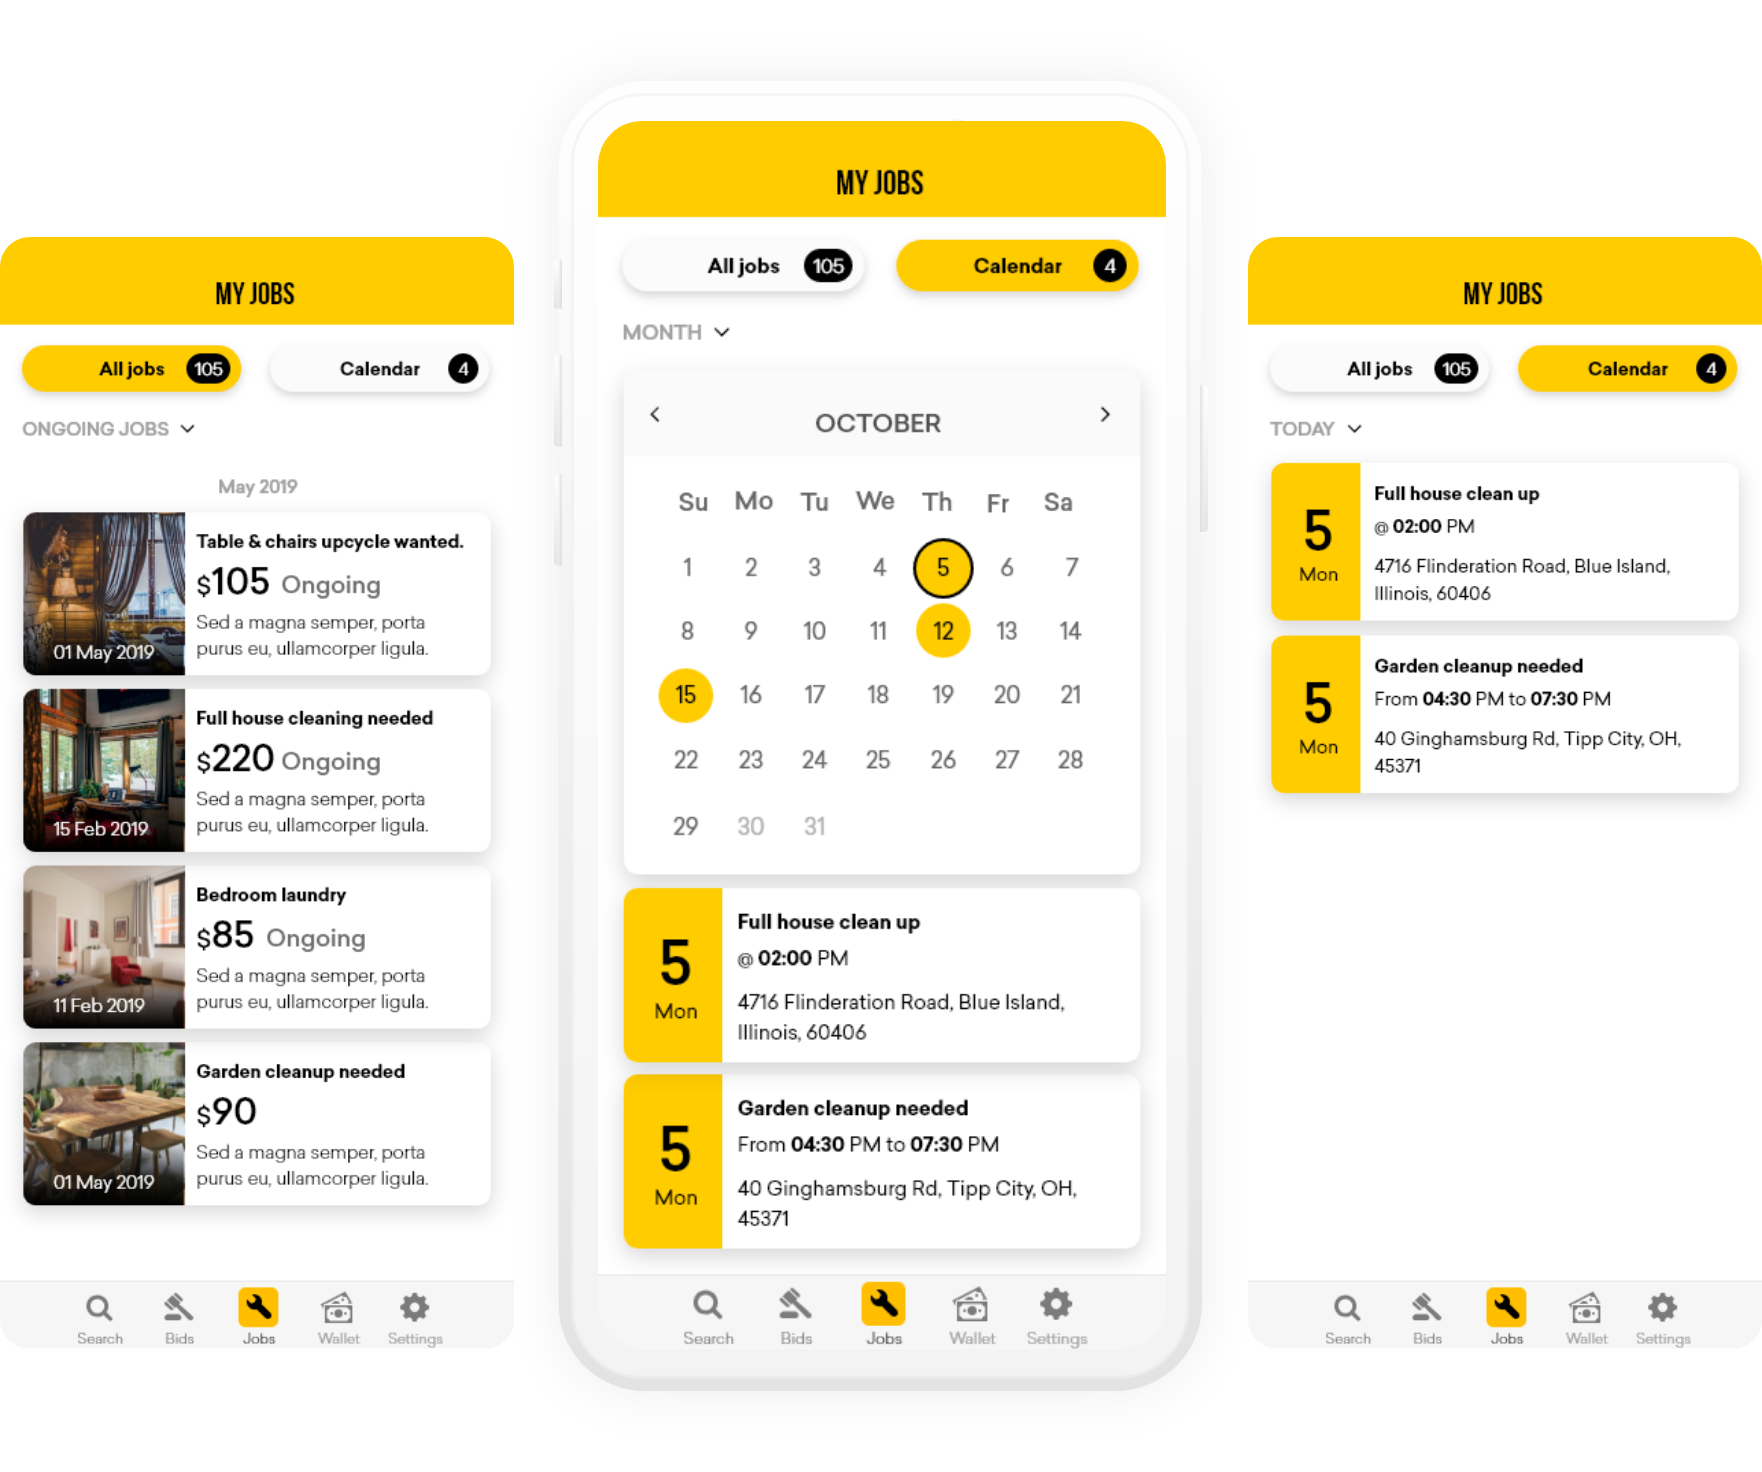 MY JOBS
All jobs 105 Calendar 4
ONGOING JOBS
May 2019
Table & chairs upcycle wanted.
$105 Ongoing
Sed a magna semper, porta
purus eu, ullamcorper ligula.
01 May 2019
Full house cleaning needed
$220 Ongoing
Sed a magna semper, porta
purus eu, ullamcorper ligula.
15 Feb 2019
Bedroom laundry
$85 Ongoing
Sed a magna semper, porta
purus eu, ullamcorper ligula.
11 Feb 2019
Garden cleanup needed
$90
Sed a magna semper, porta
purus eu, ullamcorper ligula.
01 May 2019
Search Bids Jobs Wallet Settings
MY JOBS
All jobs 105 Calendar 4
MONTH
OCTOBER
Su Mo Tu We Th Fr Sa
1 2 3 4 5 6 7
8 9 10 11 12 13 14
15 16 17 18 19 20 21
22 23 24 25 26 27 28
29 30 31
5
Mon
Full house clean up
@ 02:00 PM
4716 Flinderation Road, Blue Island,
Illinois, 60406
5
Mon
Garden cleanup needed
From 04:30 PM to 07:30 PM
40 Ginghamsburg Rd, Tipp City, OH,
45371
Search Bids Jobs Wallet Settings
MY JOBS
All jobs 105 Calendar 4
TODAY
5
Mon
Full house clean up
@ 02:00 PM
4716 Flinderation Road, Blue Island,
Illinois, 60406
5
Mon
Garden cleanup needed
From 04:30 PM to 07:30 PM
40 Ginghamsburg Rd, Tipp City, OH,
45371
Search Bids Jobs Wallet Settings